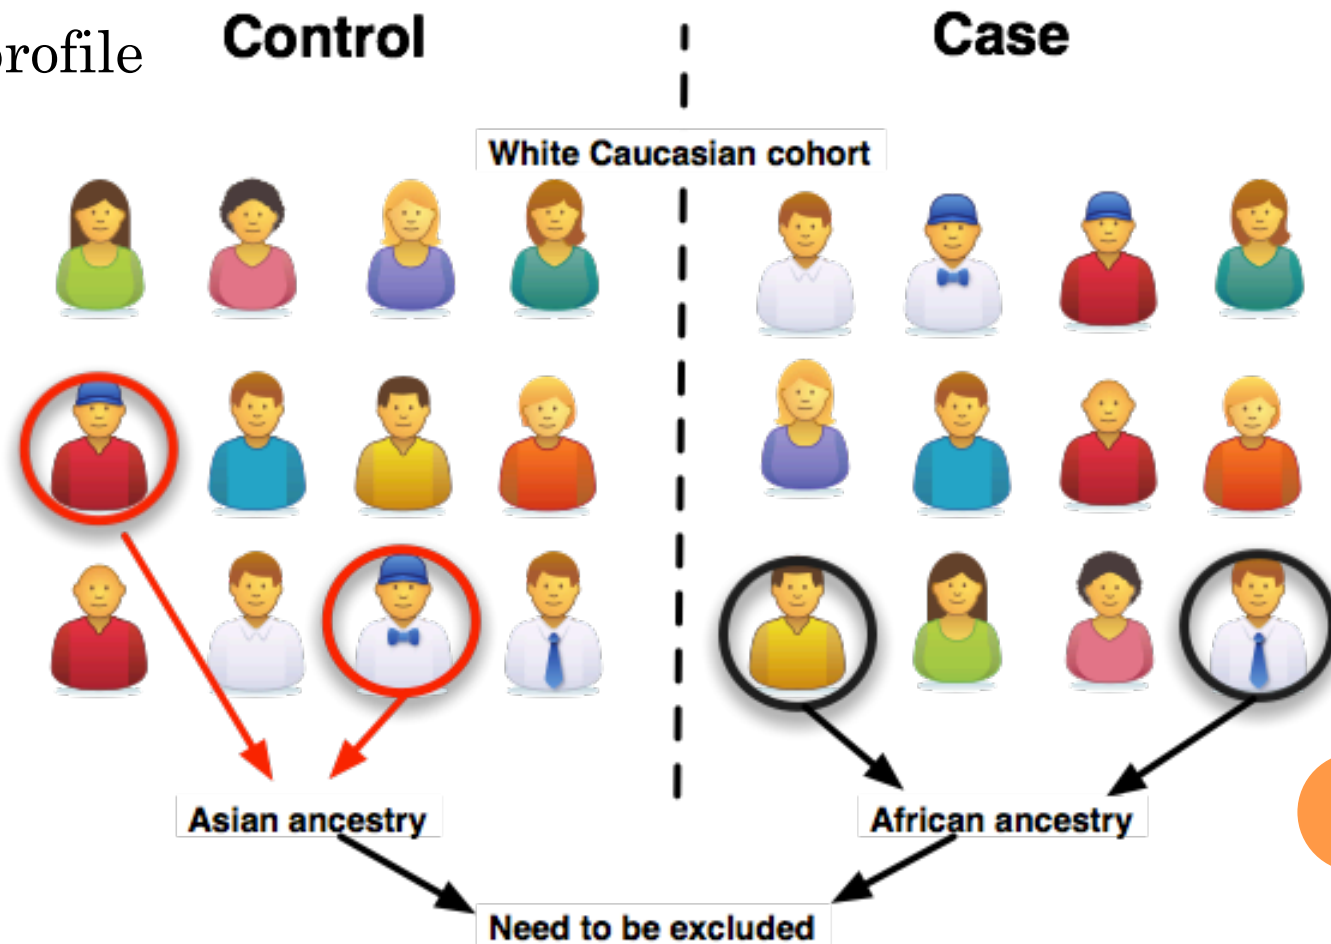 Control
Case
White Caucasian cohort
Asian ancestry
African ancestry
Need to be excluded